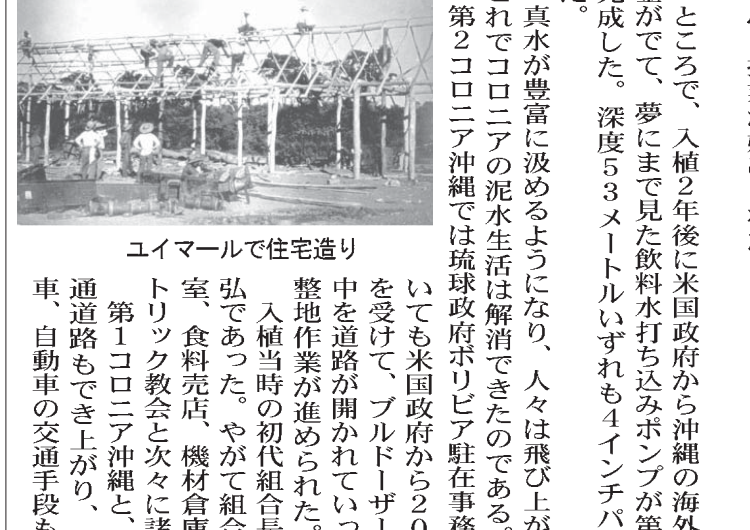 ところで、入植2年後に米国政府から沖縄の海外
がでて、夢にまで見た飲料水打ち込みポンプが第
成した。深度53メートルいずれも4インチパ
た。
真水が豊富に汲めるようになり、人々は飛び上が
れでコロニアの泥水生活は解消できたのである。
第2コロニア沖縄では琉球政府ボリビア駐在事務
ユイマールで住宅造り
いても米国政府から20
を受けて、ブルドーザー
中を道路が開かれていっ
整地作業が進められた。
入植当時の初代組合長
弘であった。やがて組合
室、食料売店、機材倉庫
トリック教会と次々に諸
第1コロニア沖縄と、
通道路もでき上がり、
車、自動車の交通手段も